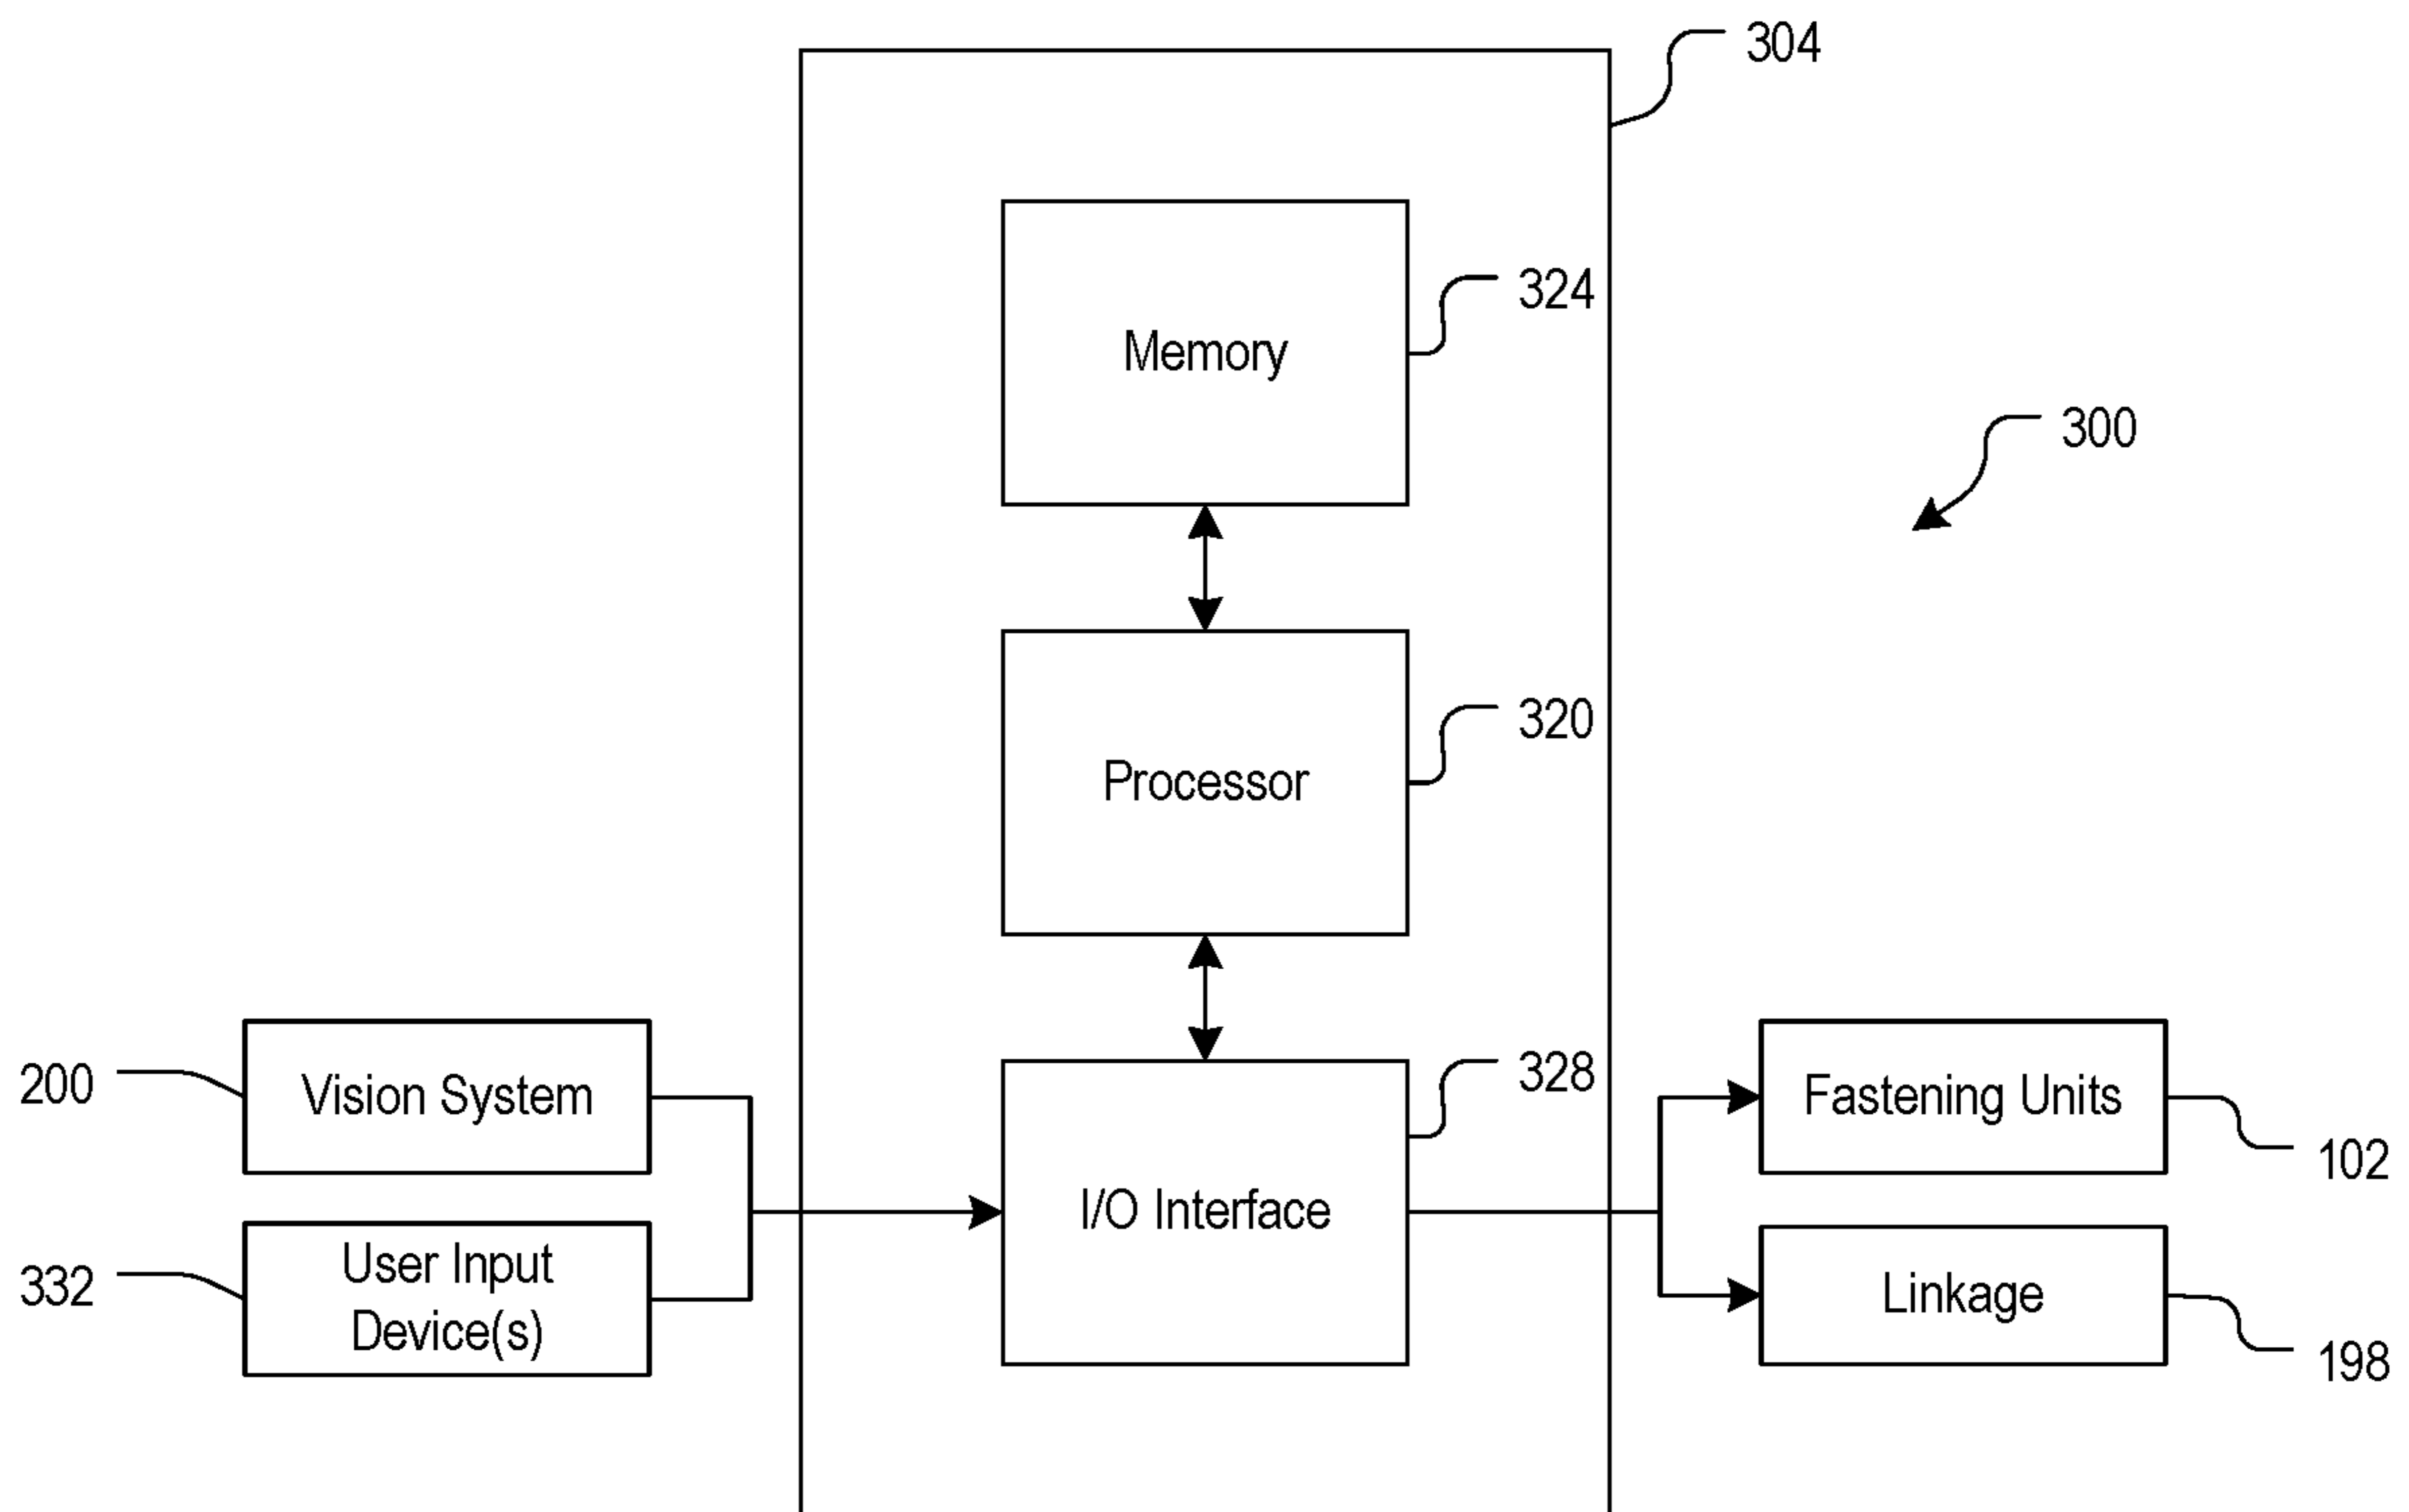 304
324
Memory
300
320
Processor
328
200
Vision System
Fastening Units
102
I/O Interface
332
User Input
Device(s)
Linkage
198